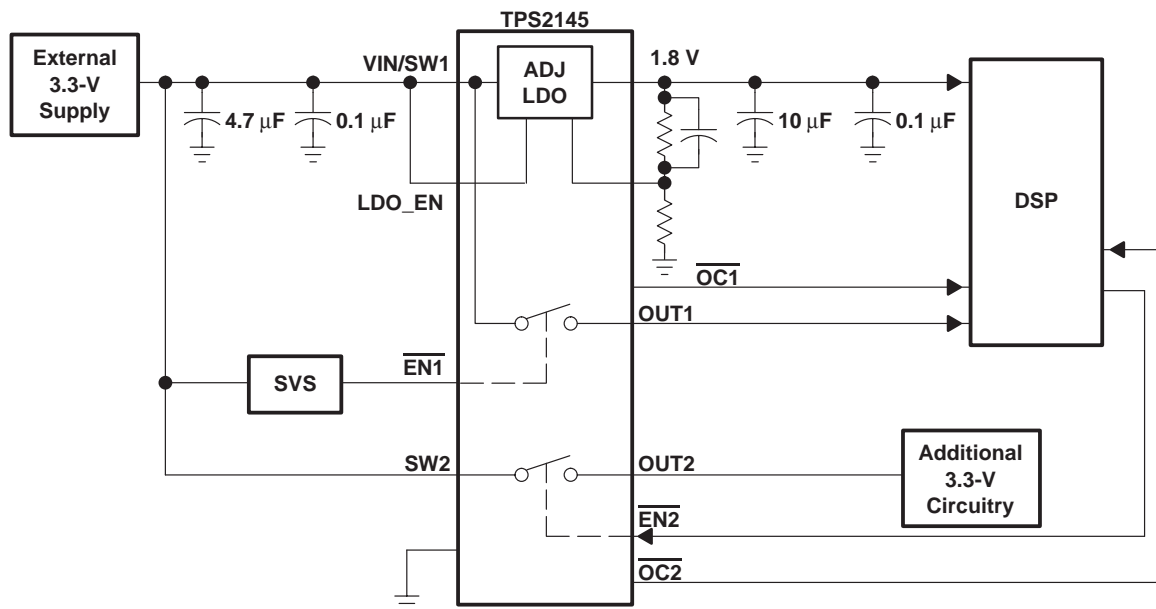 TPS2145
External
3.3-V
Supply
VIN/SW1
ADJ
LDO
1.8 V
4.7 μF
0.1 μF
10 μF
0.1 μF
LDO_EN
DSP
OC1
OUT1
EN1
SVS
SW2
OUT2
Additional
3.3-V
Circuitry
EN2
OC2